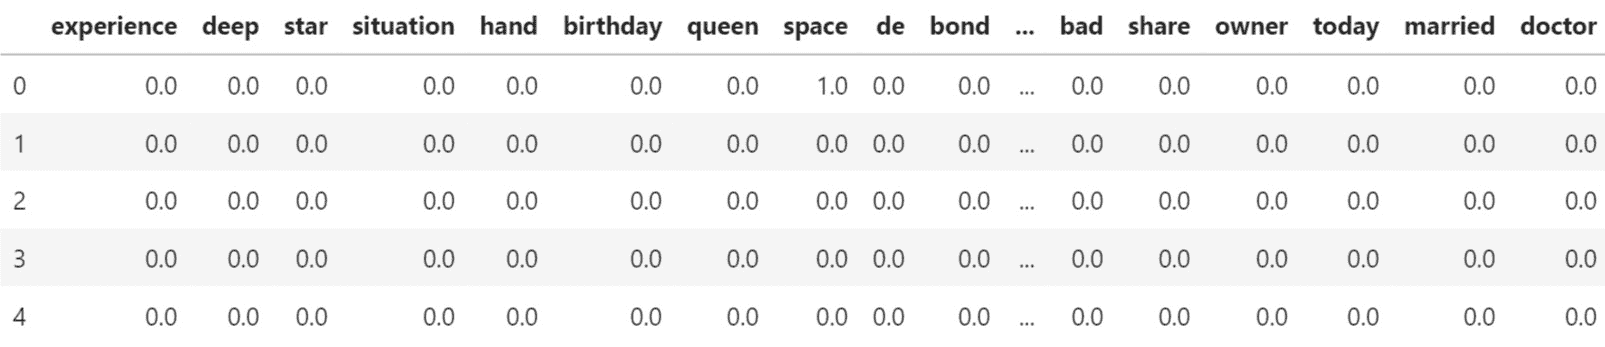 experience deep star situation hand birthday queen space de bond ... bad share owner today married doctor
0 0.0 0.0 0.0 0.0 0.0 0.0 0.0 1.0 0.0 0.0 ... 0.0 0.0 0.0 0.0 0.0 0.0
1 0.0 0.0 0.0 0.0 0.0 0.0 0.0 0.0 0.0 0.0 ... 0.0 0.0 0.0 0.0 0.0 0.0
2 0.0 0.0 0.0 0.0 0.0 0.0 0.0 0.0 0.0 0.0 ... 0.0 0.0 0.0 0.0 0.0 0.0
3 0.0 0.0 0.0 0.0 0.0 0.0 0.0 0.0 0.0 0.0 ... 0.0 0.0 0.0 0.0 0.0 0.0
4 0.0 0.0 0.0 0.0 0.0 0.0 0.0 0.0 0.0 0.0 ... 0.0 0.0 0.0 0.0 0.0 0.0